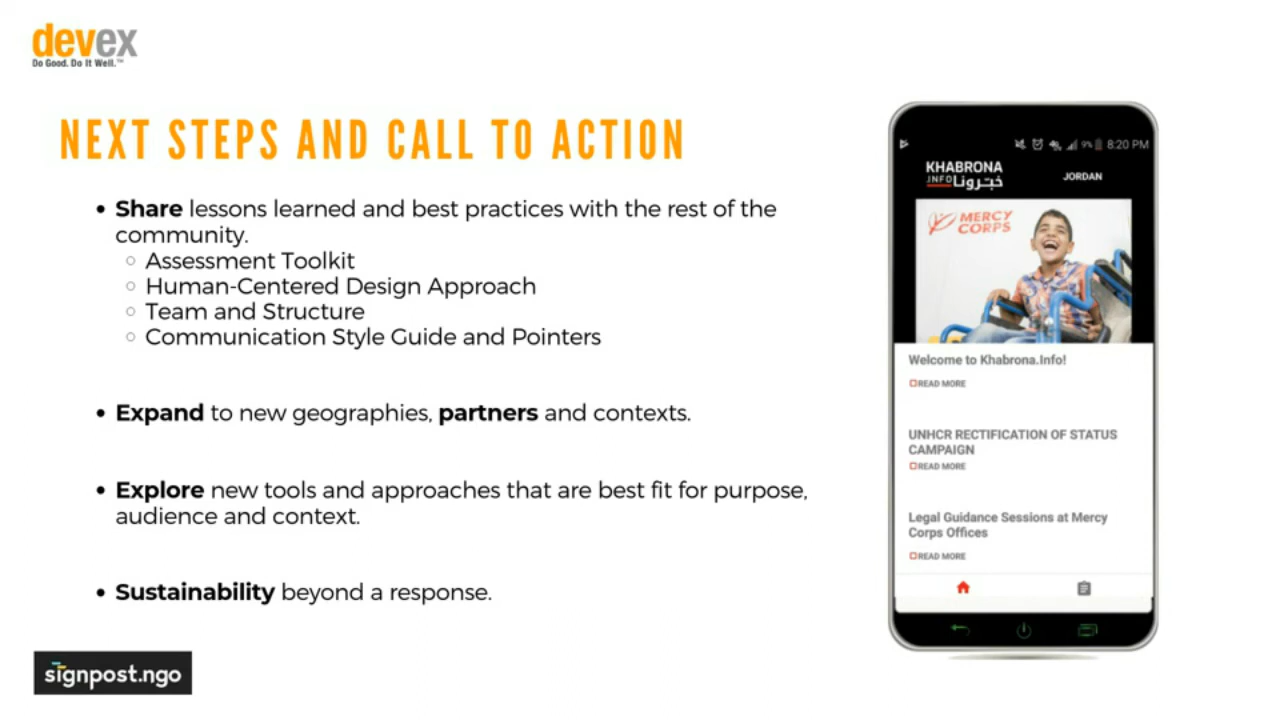 devex
Do Good. Do It Well.™
NEXT STEPS AND CALL TO ACTION
• Share lessons learned and best practices with the rest of the
community.
○ Assessment Toolkit
○ Human-Centered Design Approach
○ Team and Structure
○ Communication Style Guide and Pointers
• Expand to new geographies, partners and contexts.
• Explore new tools and approaches that are best fit for purpose,
audience and context.
• Sustainability beyond a response.
signpost.ngo
9% 8:20 PM
KHABRONA
.INFO خبرونا
JORDAN
MERCY
CORPS
Welcome to Khabrona.Info!
READ MORE
UNHCR RECTIFICATION OF STATUS
CAMPAIGN
READ MORE
Legal Guidance Sessions at Mercy
Corps Offices
READ MORE